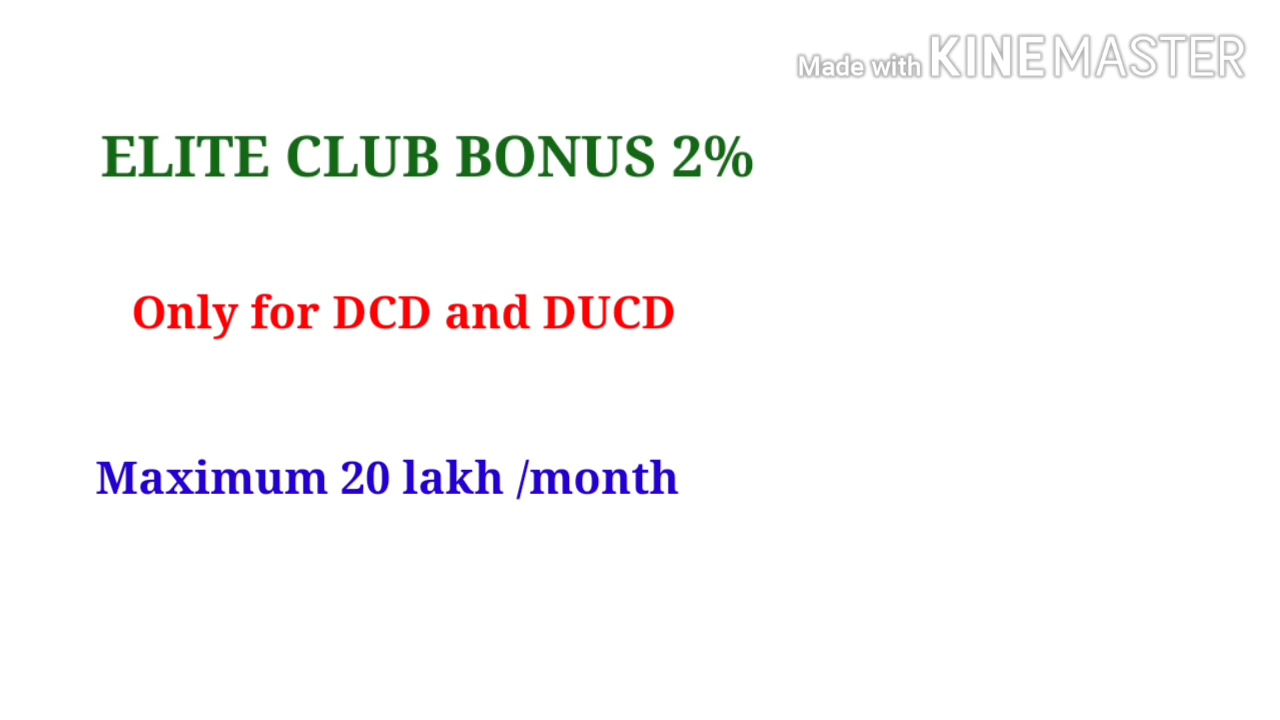 Made with KINEMASTER
ELITE CLUB BONUS 2%
Only for DCD and DUCD
Maximum 20 lakh /month